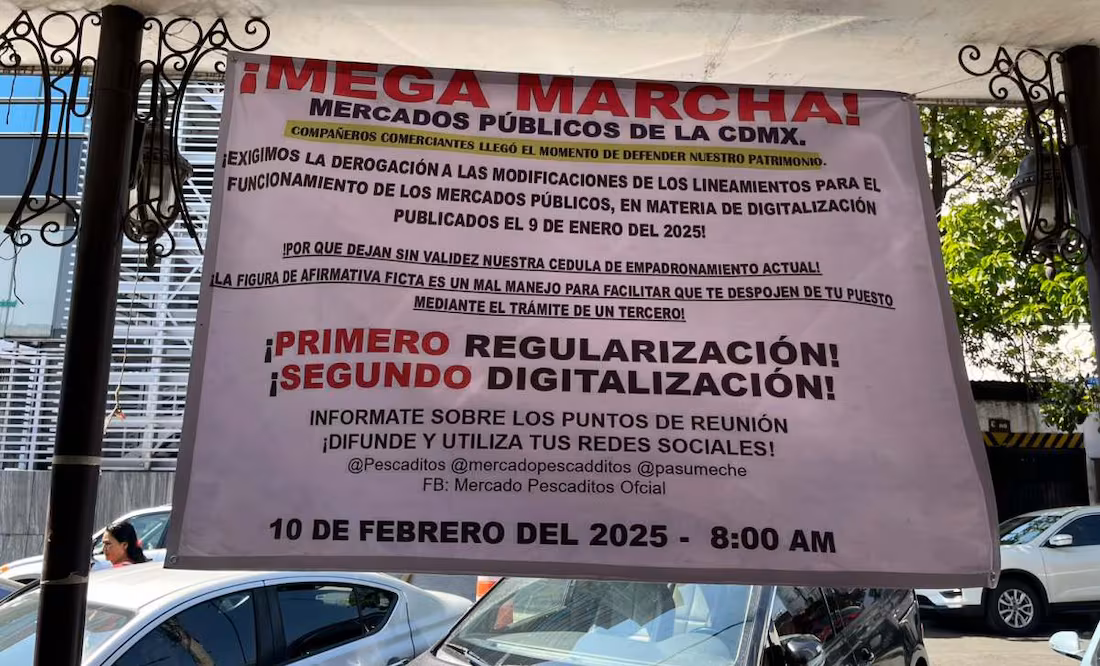 ¡MEGA MARCHA!
MERCADOS PÚBLICOS DE LA CDMX.
COMPAÑEROS COMERCIANTES LLEGÓ EL MOMENTO DE DEFENDER NUESTRO PATRIMONIO.
¡EXIGIMOS LA DEROGACIÓN A LAS MODIFICACIONES DE LOS LINEAMIENTOS PARA EL
FUNCIONAMIENTO DE LOS MERCADOS PÚBLICOS, EN MATERIA DE DIGITALIZACIÓN
PUBLICADOS EL 9 DE ENERO DEL 2025!
!POR QUE DEJAN SIN VALIDEZ NUESTRA CEDULA DE EMPADRONAMIENTO ACTUAL!
¡LA FIGURA DE AFIRMATIVA FICTA ES UN MAL MANEJO PARA FACILITAR QUE TE DESPOJEN DE TU PUESTO
MEDIANTE EL TRÁMITE DE UN TERCERO!
¡PRIMERO REGULARIZACIÓN!
¡SEGUNDO DIGITALIZACIÓN!
INFORMATE SOBRE LOS PUNTOS DE REUNIÓN
¡DIFUNDE Y UTILIZA TUS REDES SOCIALES!
@Pescaditos @mercadopescadditos @pasumeche
FB: Mercado Pescaditos Ofcial
10 DE FEBRERO DEL 2025 - 8:00 AM